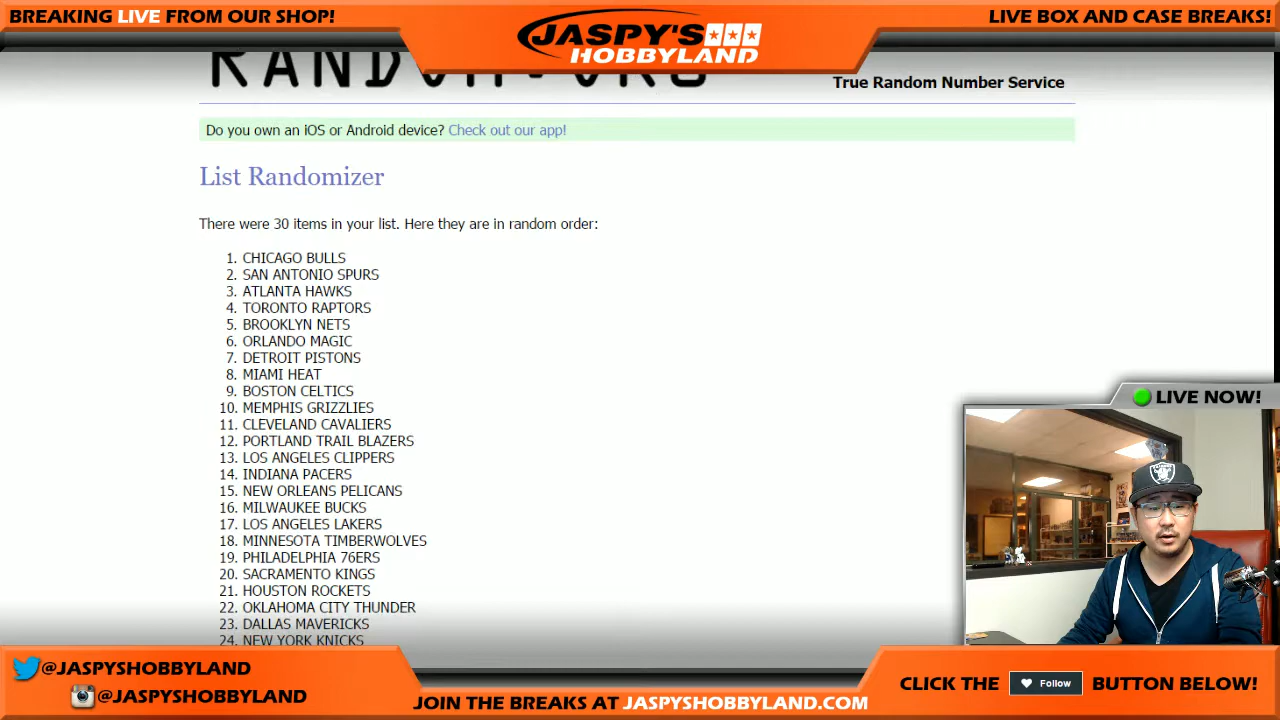 BREAKING LIVE FROM OUR SHOP!
JASPY'S
HOBBYLAND
LIVE BOX AND CASE BREAKS!
RANDOM.ORG
True Random Number Service
Do you own an iOS or Android device? Check out our app!
List Randomizer
There were 30 items in your list. Here they are in random order:
1. CHICAGO BULLS
2. SAN ANTONIO SPURS
3. ATLANTA HAWKS
4. TORONTO RAPTORS
5. BROOKLYN NETS
6. ORLANDO MAGIC
7. DETROIT PISTONS
8. MIAMI HEAT
9. BOSTON CELTICS
10. MEMPHIS GRIZZLIES
11. CLEVELAND CAVALIERS
12. PORTLAND TRAIL BLAZERS
13. LOS ANGELES CLIPPERS
14. INDIANA PACERS
15. NEW ORLEANS PELICANS
16. MILWAUKEE BUCKS
17. LOS ANGELES LAKERS
18. MINNESOTA TIMBERWOLVES
19. PHILADELPHIA 76ERS
20. SACRAMENTO KINGS
21. HOUSTON ROCKETS
22. OKLAHOMA CITY THUNDER
23. DALLAS MAVERICKS
24. NEW YORK KNICKS
LIVE NOW!
@JASPYSHOBBYLAND
@JASPYSHOBBYLAND
JOIN THE BREAKS AT JASPYSHOBBYLAND.COM
CLICK THE Follow BUTTON BELOW!